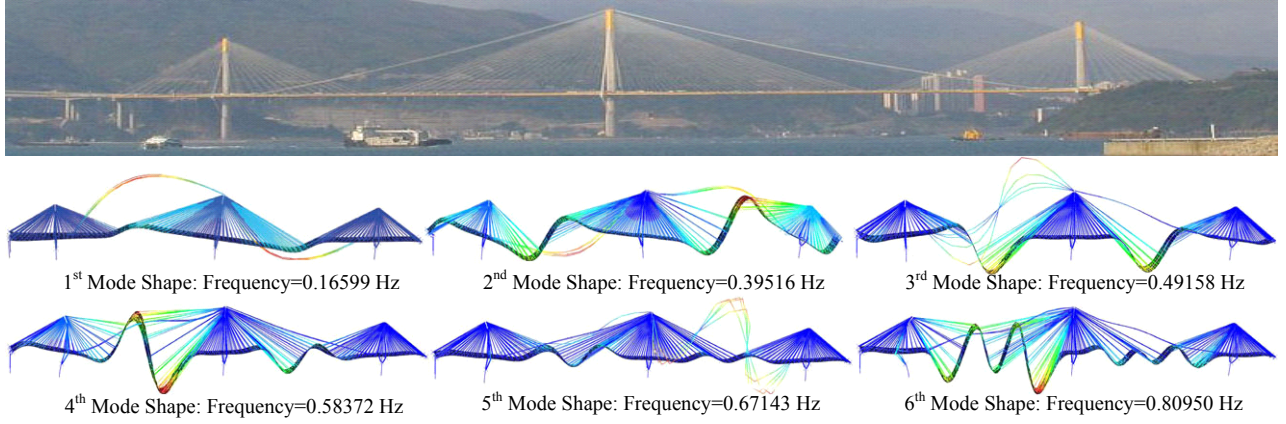 1st Mode Shape: Frequency=0.16599 Hz
2nd Mode Shape: Frequency=0.39516 Hz
3rd Mode Shape: Frequency=0.49158 Hz
4th Mode Shape: Frequency=0.58372 Hz
5th Mode Shape: Frequency=0.67143 Hz
6th Mode Shape: Frequency=0.80950 Hz